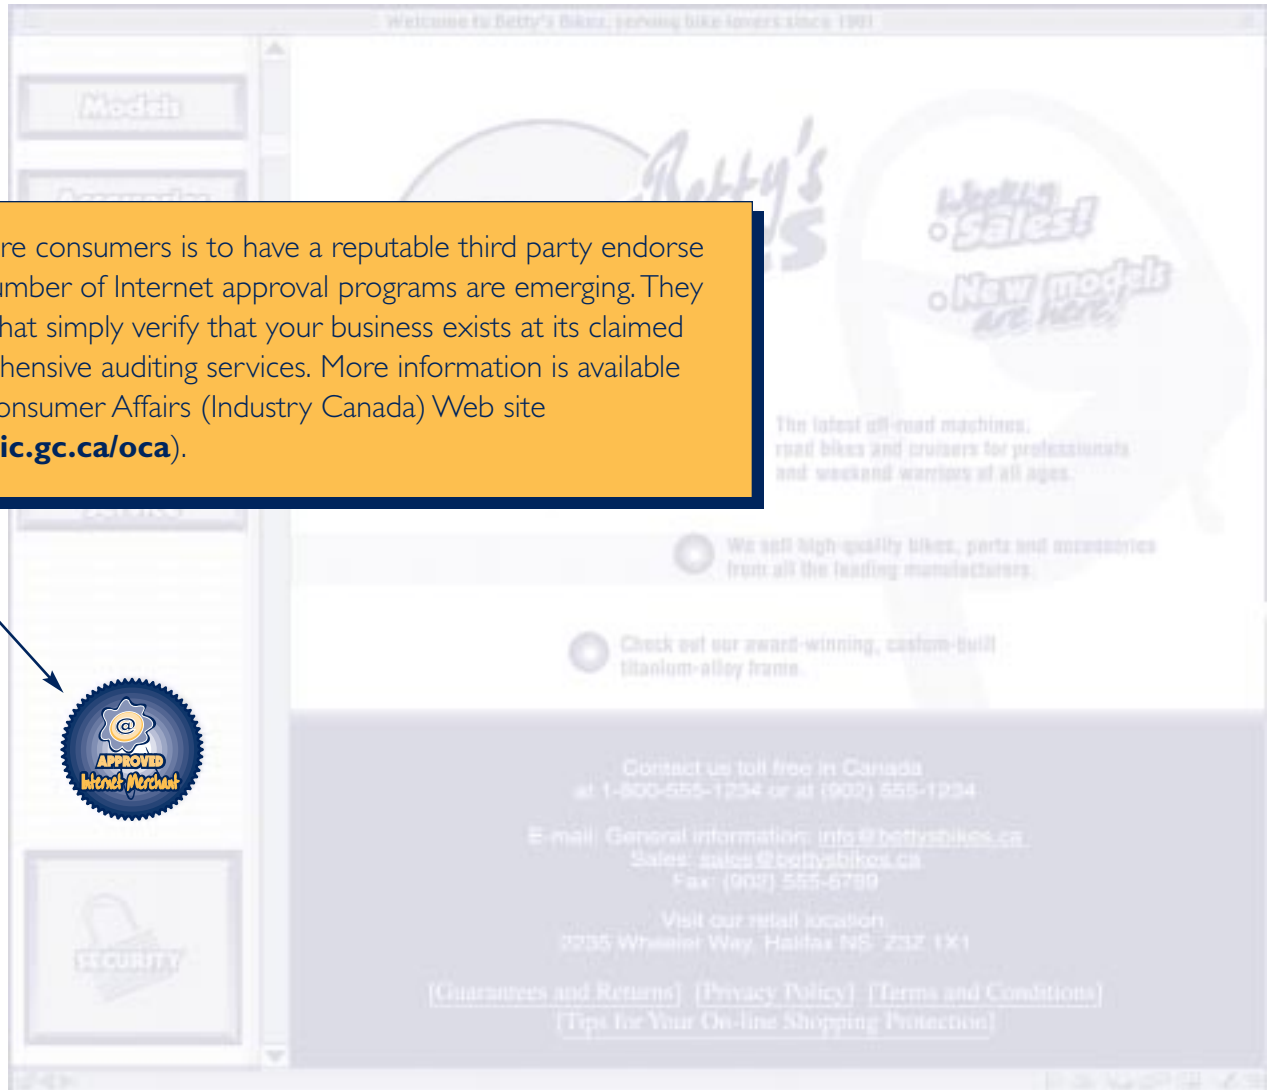 Welcome to Betty's Bikes, serving bike lovers since 1991
Models
Accessories
Betty's
Weekly
Sales!
New models
are here!
re consumers is to have a reputable third party endorse
umber of Internet approval programs are emerging. They
hat simply verify that your business exists at its claimed
hensive auditing services. More information is available
onsumer Affairs (Industry Canada) Web site
ic.gc.ca/oca).
The latest off-road machines,
road bikes and cruisers for professionals
and weekend warriors of all ages.
We sell high-quality bikes, parts and accessories
from all the leading manufacturers.
Check out our award-winning, custom-built
titanium-alloy frame.
@
APPROVED
Internet Merchant
Contact us toll free in Canada
at 1-800-555-1234 or at (902) 555-1234
E-mail: General information: info@bettysbikes.ca
Sales: sales@bettysbikes.ca
Fax: (902) 555-6789
Visit our retail location:
2235 Wheeler Way, Halifax NS Z3Z 1X1
SECURITY
[Guarantees and Returns] [Privacy Policy] [Terms and Conditions]
[Tips for Your On-line Shopping Protection]